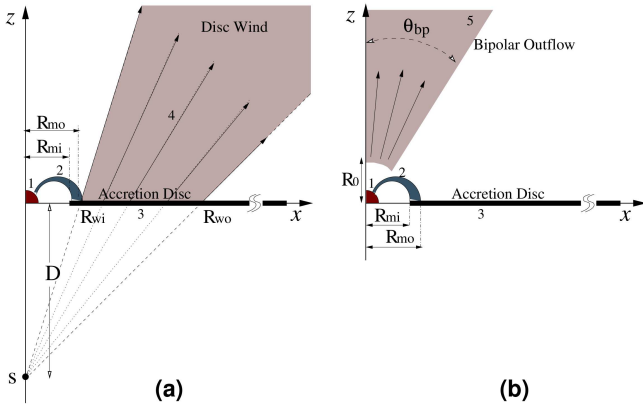 z
Disc Wind
4
Rmo
Rmi
1
2
Accretion Disc
3
Rwi
Rwo
x
D
S
(a)
z
θbp
5
Bipolar Outflow
R0
1
2
Accretion Disc
3
x
Rmi
Rmo
(b)